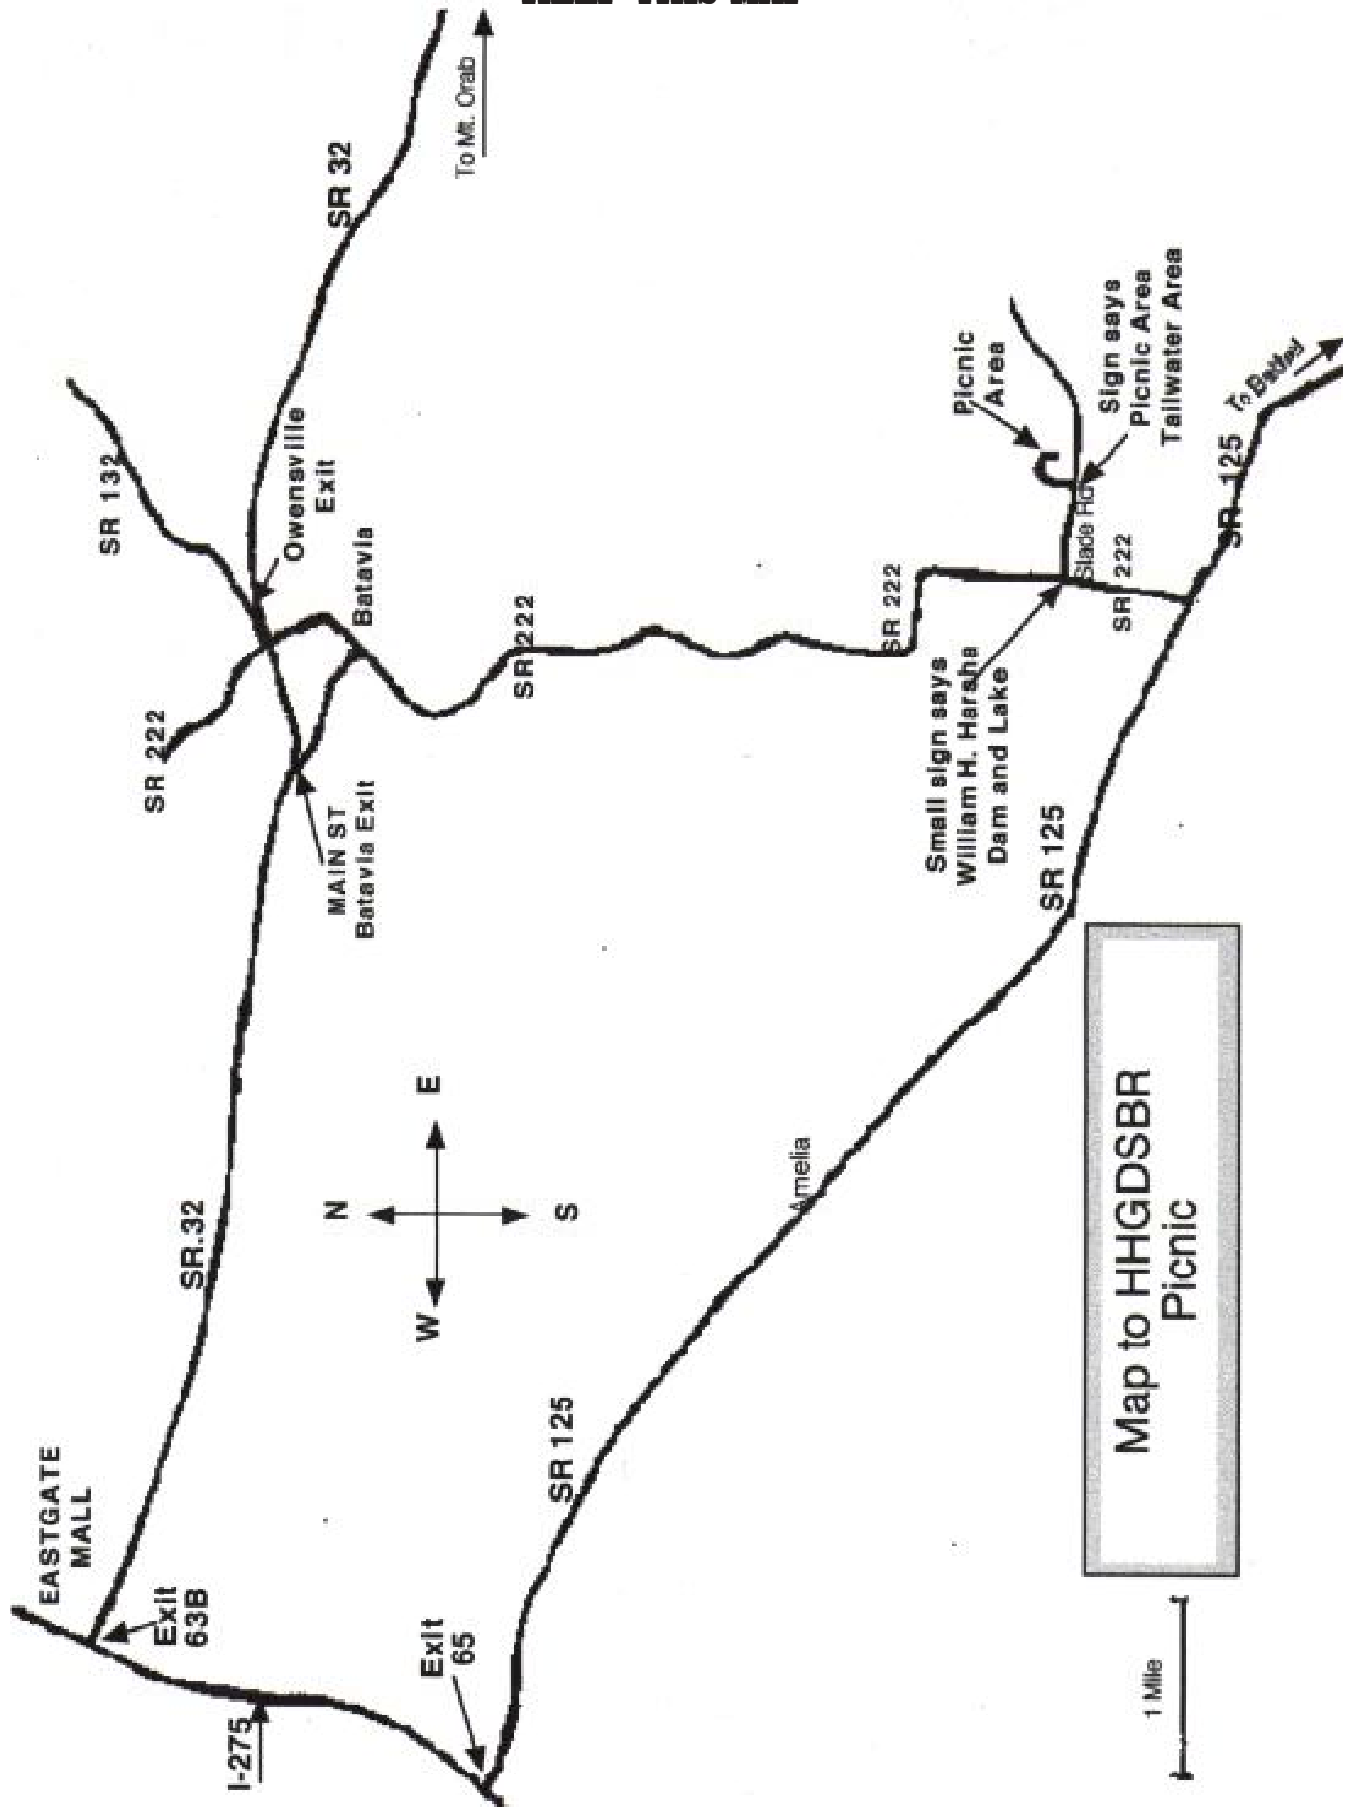 EASTGATE
MALL
Exit
63B
I-275
Exit
65
SR.32
N
W
E
S
SR 125
Amelia
MAIN ST
Batavia Exit
SR 222
SR 132
Owensville
Exit
Batavia
SR 32
To Mt. Orab
SR 222
SR 222
Small sign says
William H. Harsha
Dam and Lake
SR 125
Slade Rd
SR 222
Picnic
Area
Sign says
Picnic Area
Tailwater Area
SR 125
To
1 Mile
Map to HHGDSBR
Picnic